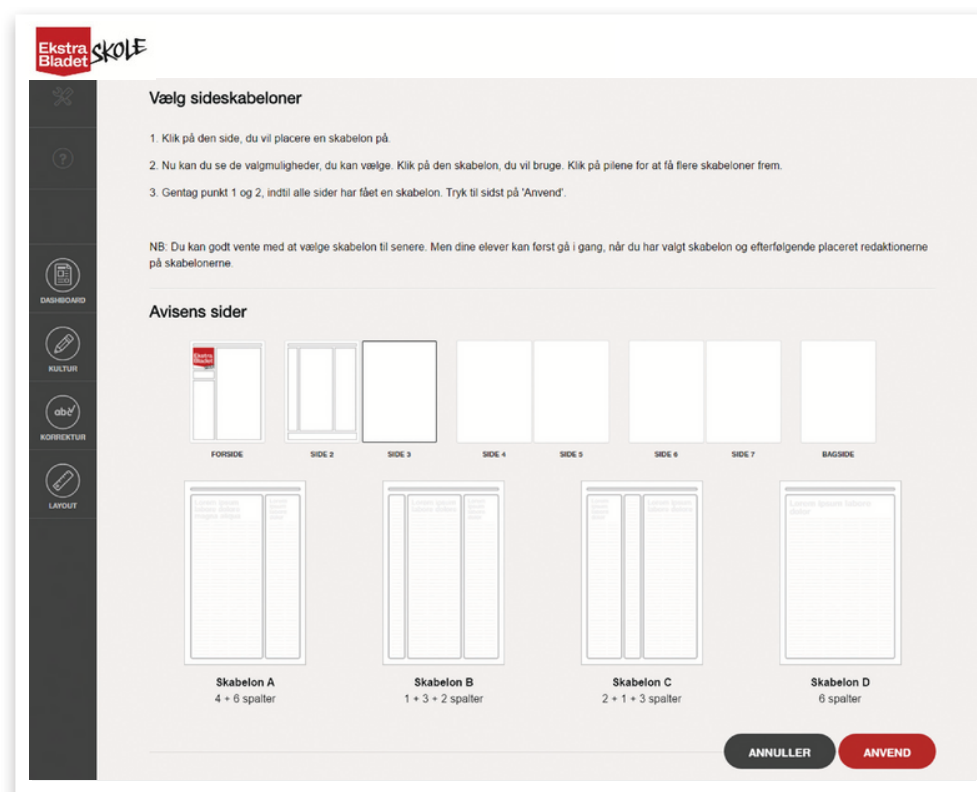 Ekstra
Bladet SKOLE
Vælg sideskabeloner
1. Klik på den side, du vil placere en skabelon på.
2. Nu kan du se de valgmuligheder, du kan vælge. Klik på den skabelon, du vil bruge. Klik på pilene for at få flere skabeloner frem.
3. Gentag punkt 1 og 2, indtil alle sider har fået en skabelon. Tryk til sidst på 'Anvend'.
NB: Du kan godt vente med at vælge skabelon til senere. Men dine elever kan først gå i gang, når du har valgt skabelon og efterfølgende placeret redaktionerne
på skabelonerne.
?
DASHBOARD
KULTUR
abc
KORREKTUR
LAYOUT
Avisens sider
Ekstra
Bladet
FORSIDE SIDE 2 SIDE 3 SIDE 4 SIDE 5 SIDE 6 SIDE 7 BAGSIDE
Skabelon A Skabelon B Skabelon C Skabelon D
4 + 6 spalter 1 + 3 + 2 spalter 2 + 1 + 3 spalter 6 spalter
ANNULLER ANVEND